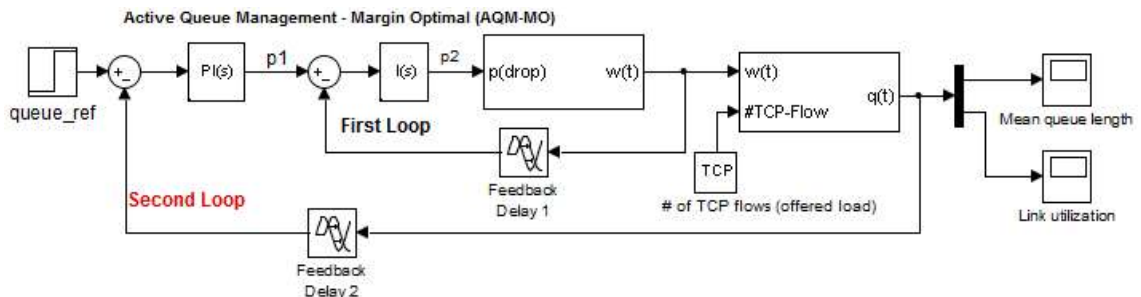 Active Queue Management - Margin Optimal (AQM-MO)
queue_ref
+
-
PI(s)
p1
+
-
I(s)
p2
p(drop)
w(t)
w(t)
#TCP-Flow
q(t)
Mean queue length
First Loop
Feedback
Delay 1
TCP
# of TCP flows (offered load)
Link utilization
Second Loop
Feedback
Delay 2